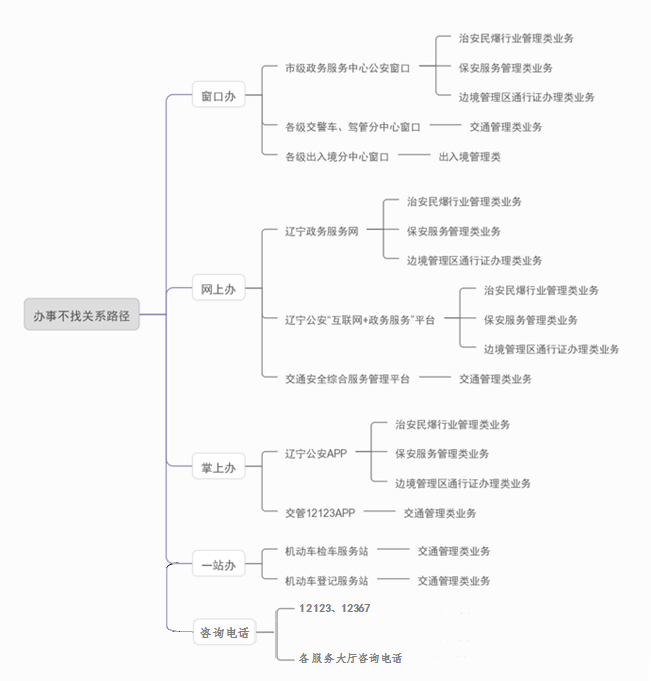 办事不找关系路径
窗口办
市级政务服务中心公安窗口
治安民爆行业管理类业务
保安服务管理类业务
边境管理区通行证办理类业务
各级交警车、驾管分中心窗口
交通管理类业务
各级出入境分中心窗口
出入境管理类
网上办
辽宁政务服务网
治安民爆行业管理类业务
保安服务管理类业务
边境管理区通行证办理类业务
辽宁公安“互联网+政务服务”平台
治安民爆行业管理类业务
保安服务管理类业务
边境管理区通行证办理类业务
交通安全综合服务管理平台
交通管理类业务
掌上办
辽宁公安APP
治安民爆行业管理类业务
保安服务管理类业务
边境管理区通行证办理类业务
交管12123APP
交通管理类业务
一站办
机动车检车服务站
交通管理类业务
机动车登记服务站
交通管理类业务
咨询电话
12123、12367
各服务大厅咨询电话